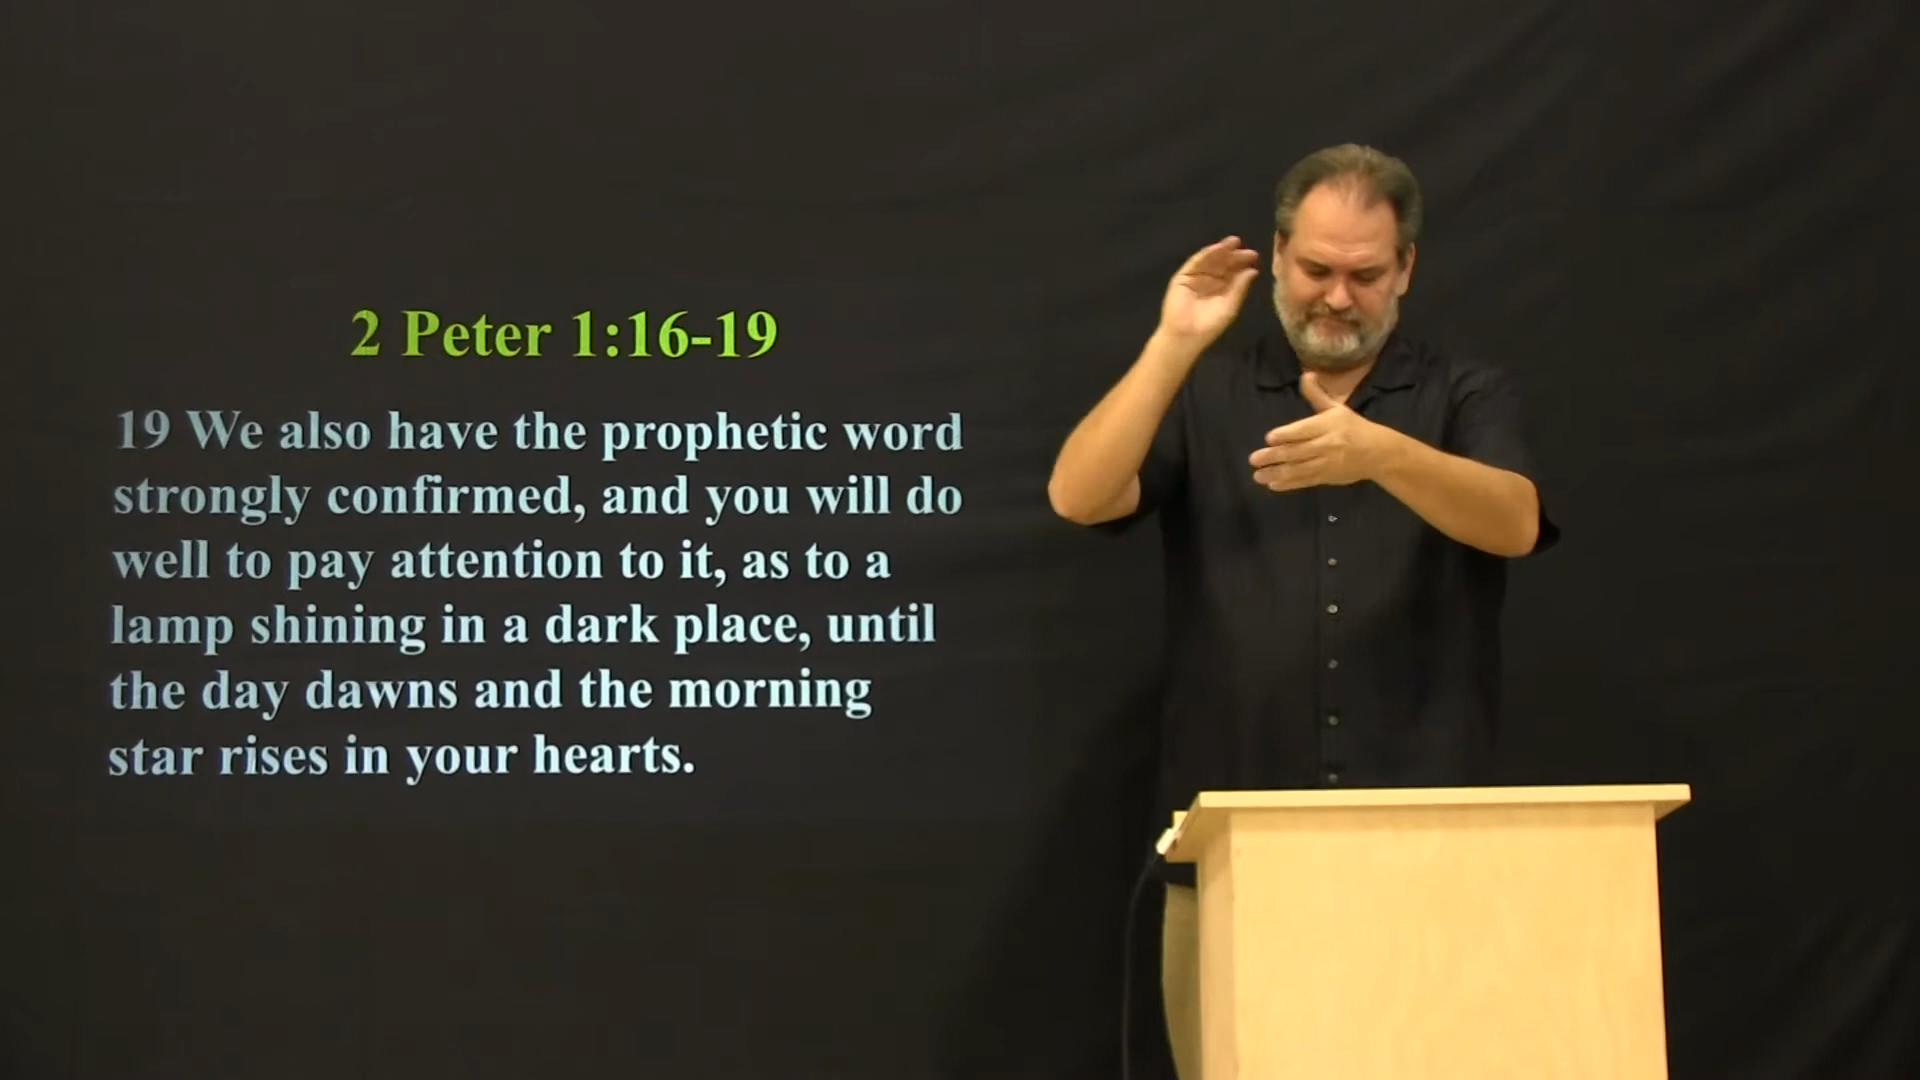 2 Peter 1:16-19
19 We also have the prophetic word
strongly confirmed, and you will do
well to pay attention to it, as to a
lamp shining in a dark place, until
the day dawns and the morning
star rises in your hearts.